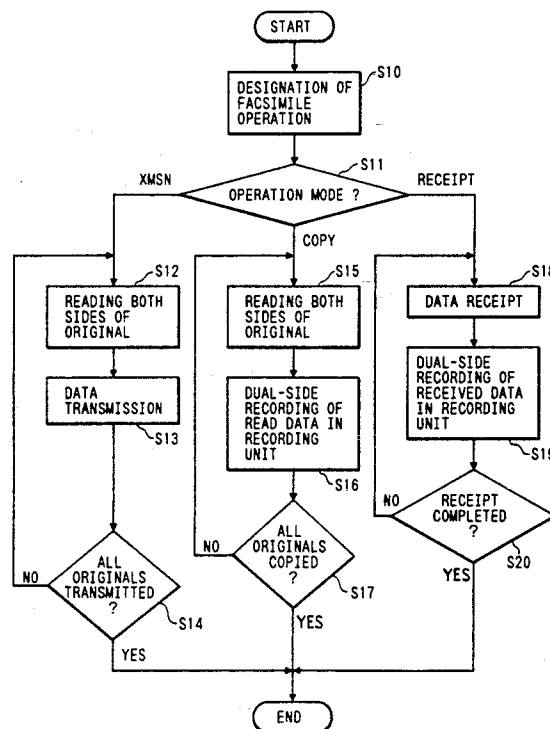 START
S10
DESIGNATION OF
FACSIMILE
OPERATION
S11
XMSN
OPERATION MODE ?
RECEIPT
COPY
S12
READING BOTH
SIDES OF
ORIGINAL
DATA
TRANSMISSION
S13
NO
ALL
ORIGINALS
TRANSMITTED
?
S14
YES
S15
READING BOTH
SIDES OF
ORIGINAL
DUAL-SIDE
RECORDING OF
READ DATA IN
RECORDING
UNIT
S16
NO
ALL
ORIGINALS
COPIED
?
S17
YES
S18
DATA RECEIPT
DUAL-SIDE
RECORDING OF
RECEIVED DATA
IN RECORDING
UNIT
S19
NO
RECEIPT
COMPLETED
?
S20
YES
END